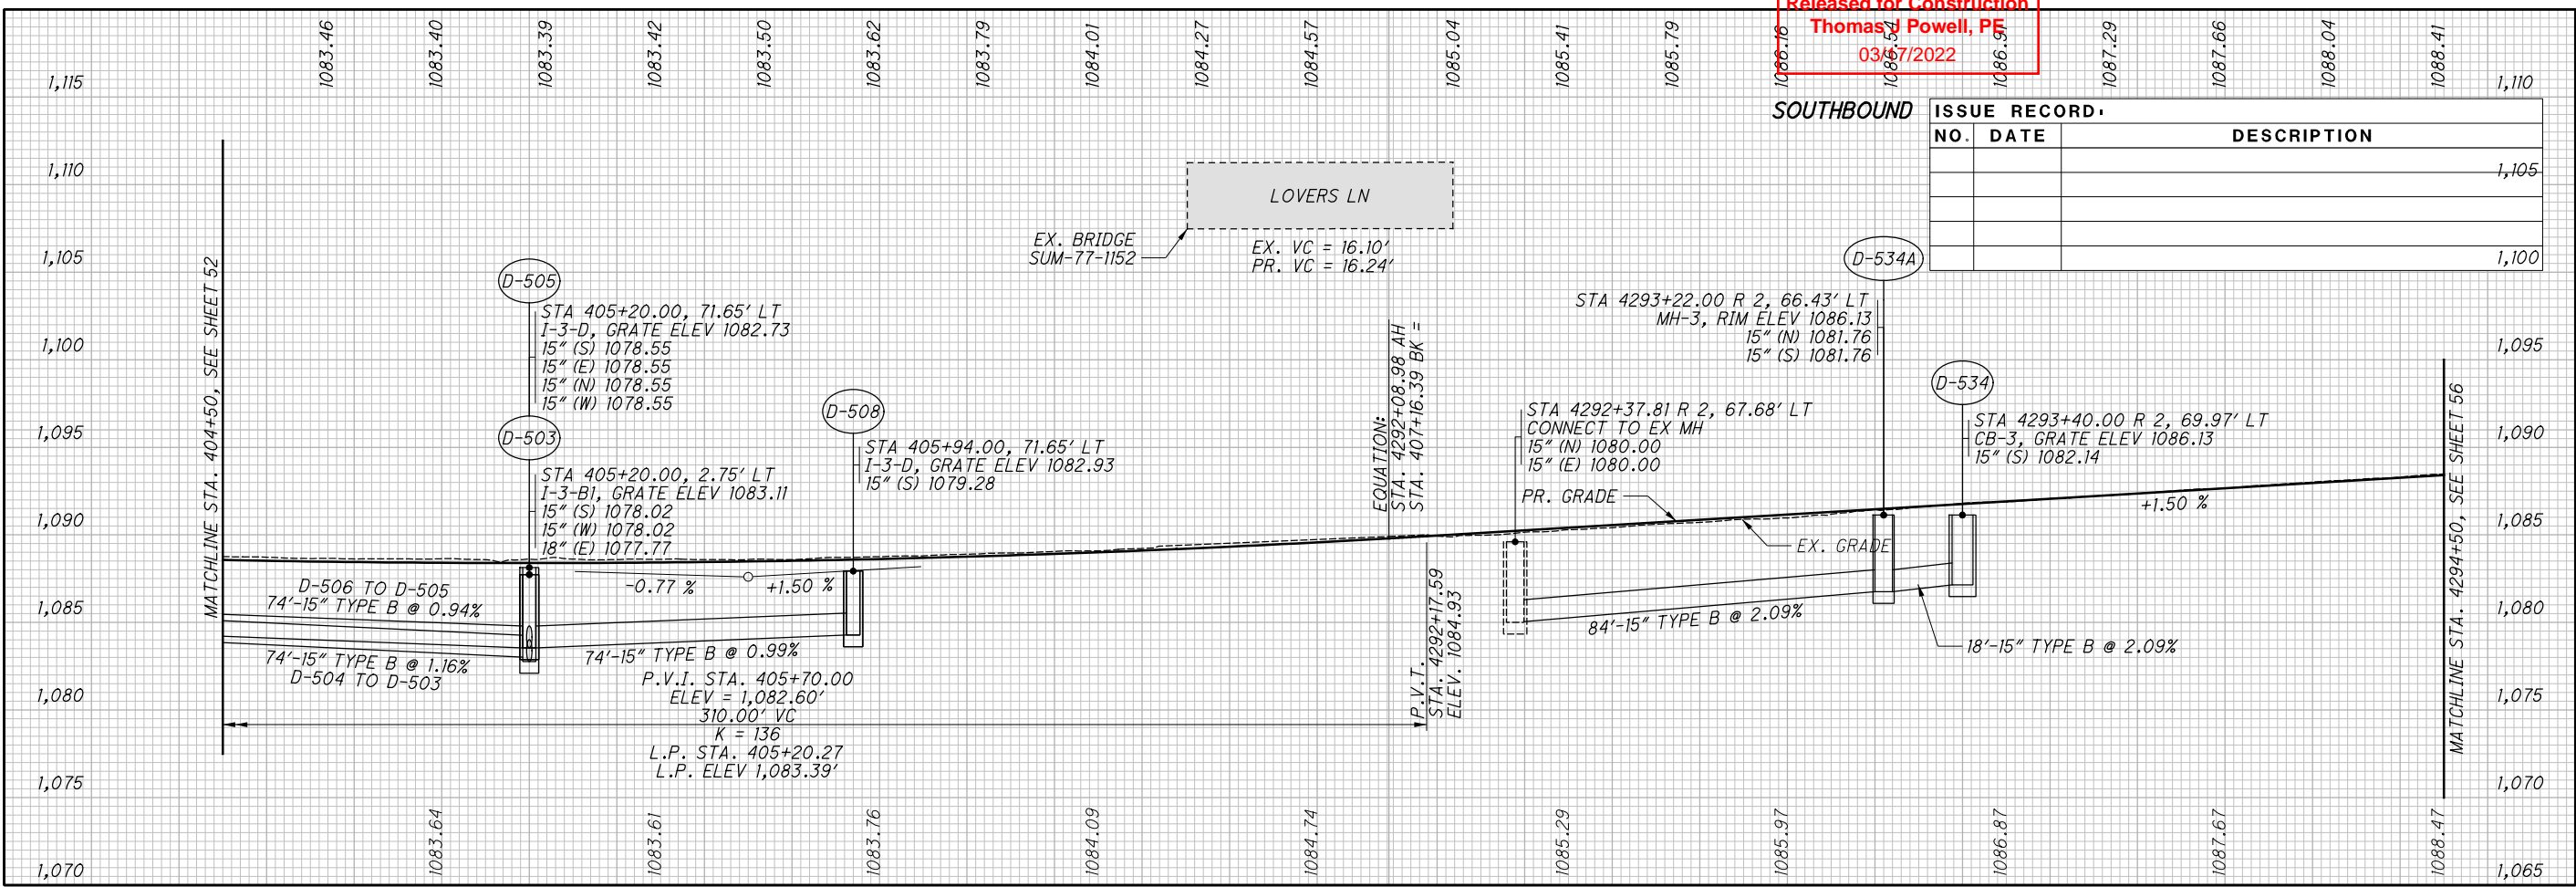 Released for Construction
Thomas J Powell, PE
03/17/2022
1083.46
1083.40
1083.39
1083.42
1083.50
1083.62
1083.79
1084.01
1084.27
1084.57
1085.04
1085.41
1085.79
1086.16
1086.54
1086.91
1087.29
1087.66
1088.04
1088.41
1,115
1,110
1,105
1,100
1,095
1,090
1,085
1,080
1,075
1,070
1,110
1,105
1,100
1,095
1,090
1,085
1,080
1,075
1,070
1,065
SOUTHBOUND
ISSUE RECORD:
NO. DATE DESCRIPTION
LOVERS LN
EX. BRIDGE
SUM-77-1152
EX. VC = 16.10'
PR. VC = 16.24'
MATCHLINE STA. 404+50, SEE SHEET 52
D-505
STA 405+20.00, 71.65' LT
I-3-D, GRATE ELEV 1082.73
15" (S) 1078.55
15" (E) 1078.55
15" (N) 1078.55
15" (W) 1078.55
D-503
STA 405+20.00, 2.75' LT
I-3-B1, GRATE ELEV 1083.11
15" (S) 1078.02
15" (W) 1078.02
18" (E) 1077.77
D-508
STA 405+94.00, 71.65' LT
I-3-D, GRATE ELEV 1082.93
15" (S) 1079.28
EQUATION:
STA. 4292+08.98 AH
STA. 407+16.39 BK =
D-534A
STA 4293+22.00 R 2, 66.43' LT
MH-3, RIM ELEV 1086.13
15" (N) 1081.76
15" (S) 1081.76
STA 4292+37.81 R 2, 67.68' LT
CONNECT TO EX MH
15" (N) 1080.00
15" (E) 1080.00
D-534
STA 4293+40.00 R 2, 69.97' LT
CB-3, GRATE ELEV 1086.13
15" (S) 1082.14
PR. GRADE
EX. GRADE
+1.50 %
MATCHLINE STA. 4294+50, SEE SHEET 56
D-506 TO D-505
74'-15" TYPE B @ 0.94%
74'-15" TYPE B @ 1.16%
D-504 TO D-503
-0.77 %
+1.50 %
74'-15" TYPE B @ 0.99%
P.V.I. STA. 405+70.00
ELEV = 1,082.60'
310.00' VC
K = 136
L.P. STA. 405+20.27
L.P. ELEV 1,083.39'
P.V.T.
STA. 4292+17.59
ELEV. 1084.93
84'-15" TYPE B @ 2.09%
18'-15" TYPE B @ 2.09%
1083.64
1083.61
1083.76
1084.09
1084.74
1085.29
1085.97
1086.87
1087.67
1088.47